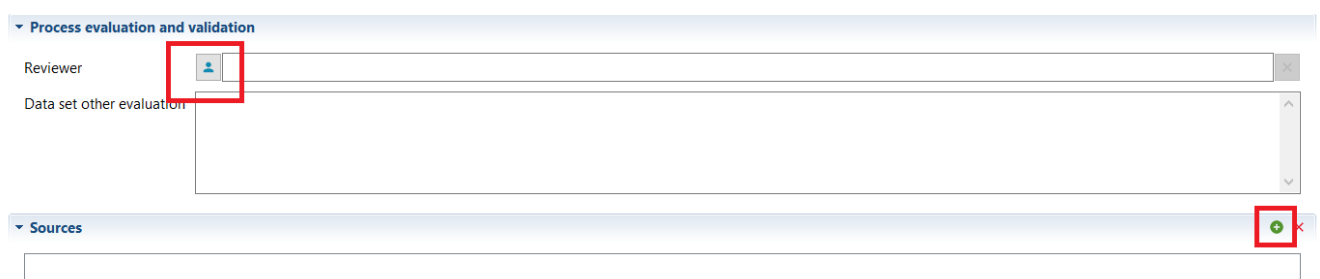 Process evaluation and validation
Reviewer
Data set other evaluation
Sources